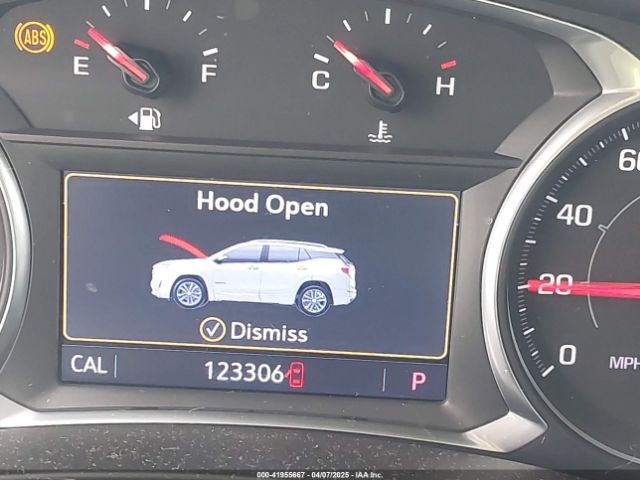 ABS
E F
C H
Hood Open
Dismiss
CAL 123306 P
60
40
20
0
MPH
000-41955667 - 04/07/2025 - IAA Inc.